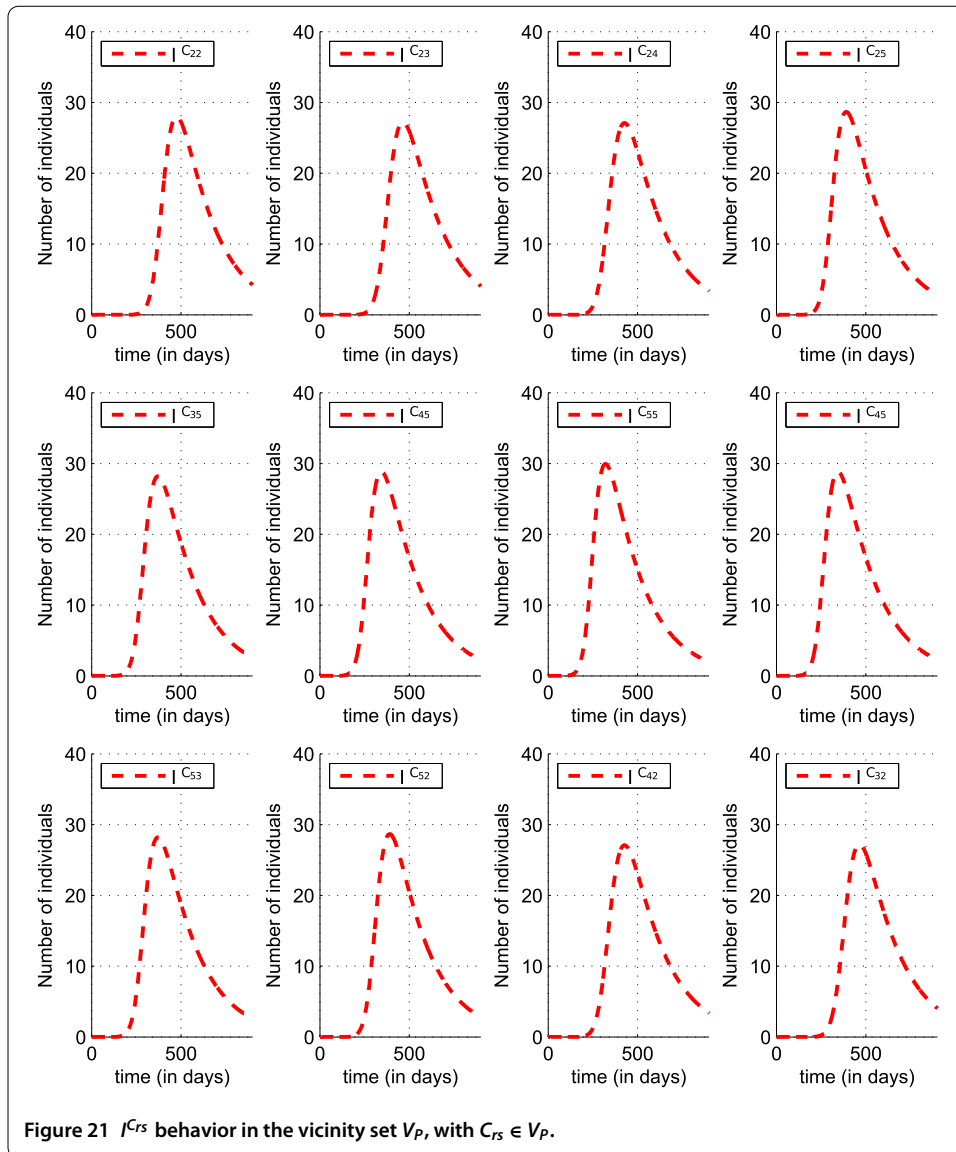 40 40 40 40
I C22 I C23 I C24 I C25
30 30 30 30
20 20 20 20
10 10 10 10
0 0 0 0
Number of individuals Number of individuals Number of individuals Number of individuals
0 500 0 500 0 500 0 500
time (in days) time (in days) time (in days) time (in days)
40 40 40 40
I C35 I C45 I C55 I C45
30 30 30 30
20 20 20 20
10 10 10 10
0 0 0 0
Number of individuals Number of individuals Number of individuals Number of individuals
0 500 0 500 0 500 0 500
time (in days) time (in days) time (in days) time (in days)
40 40 40 40
I C53 I C52 I C42 I C32
30 30 30 30
20 20 20 20
10 10 10 10
0 0 0 0
Number of individuals Number of individuals Number of individuals Number of individuals
0 500 0 500 0 500 0 500
time (in days) time (in days) time (in days) time (in days)
Figure 21 I^Crs behavior in the vicinity set VP, with Crs ∈ VP.